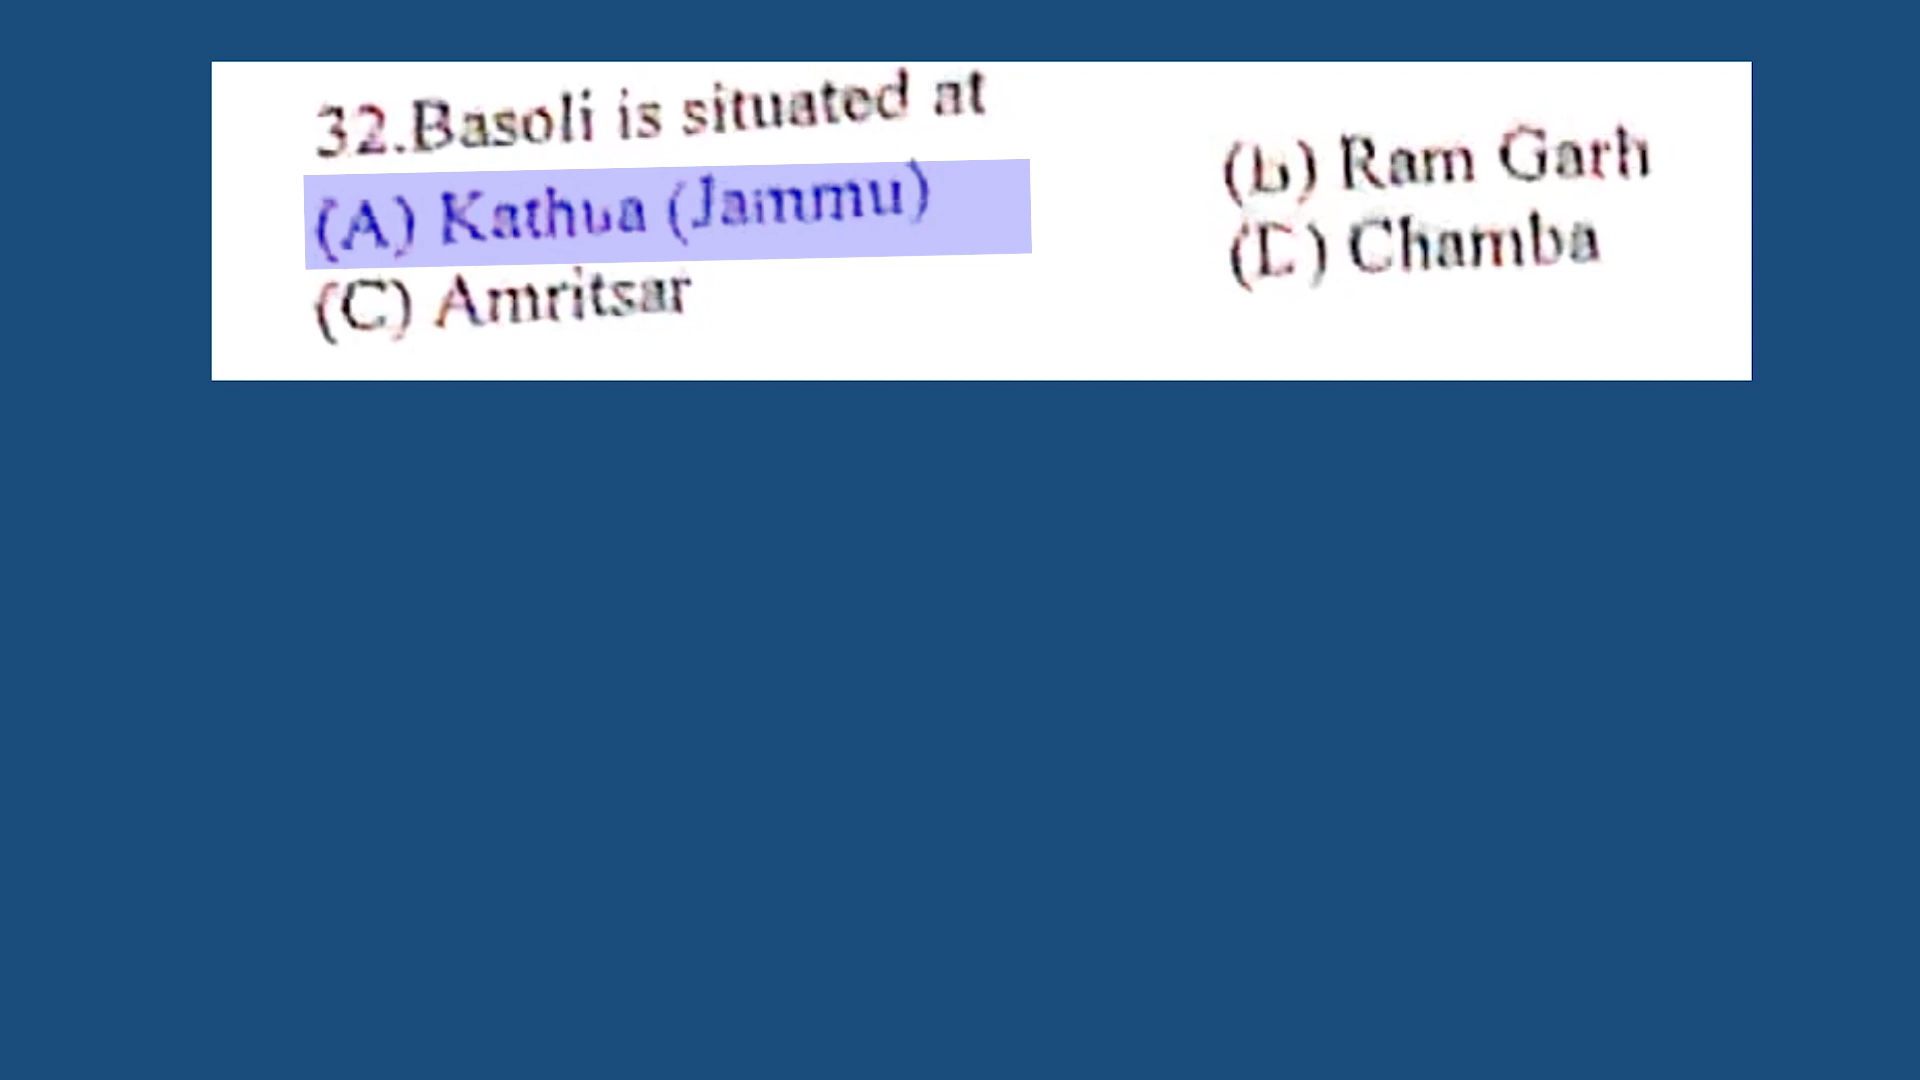 32.Basoli is situated at
(A) Kathua (Jammu)
(b) Ram Garh
(C) Amritsar
(D) Chamba